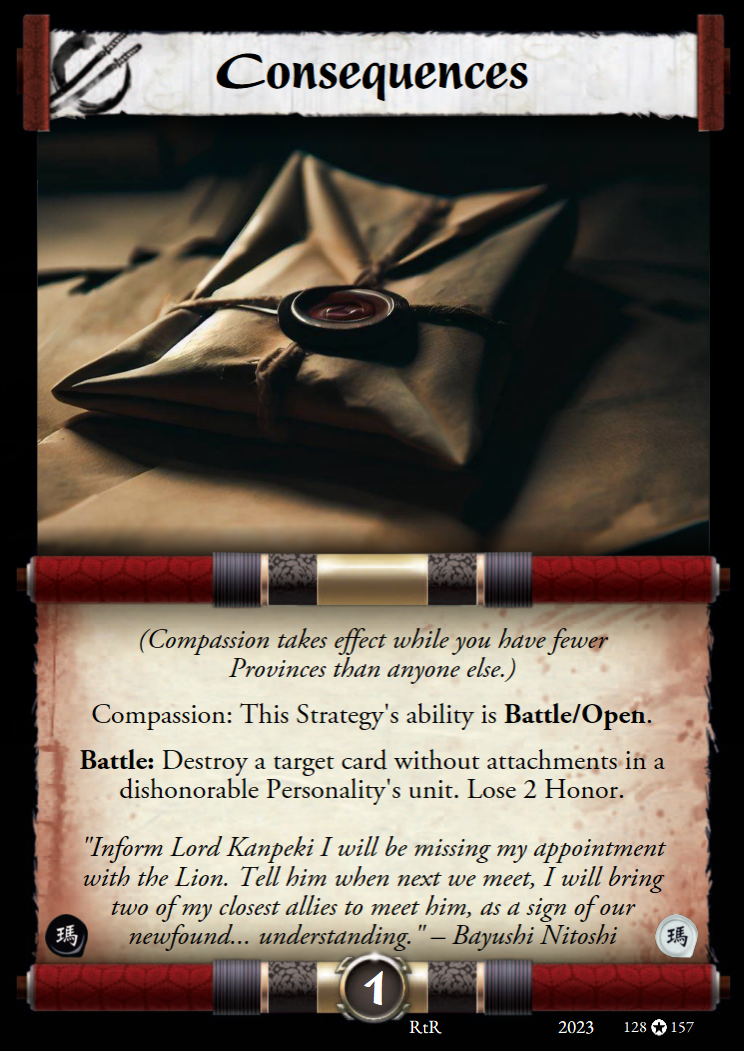 Consequences
(Compassion takes effect while you have fewer
Provinces than anyone else.)
Compassion: This Strategy's ability is Battle/Open.
Battle: Destroy a target card without attachments in a
dishonorable Personality's unit. Lose 2 Honor.
"Inform Lord Kanpeki I will be missing my appointment
with the Lion. Tell him when next we meet, I will bring
two of my closest allies to meet him, as a sign of our
newfound... understanding." – Bayushi Nitoshi
瑪 瑪
1
RtR 2023 128 157